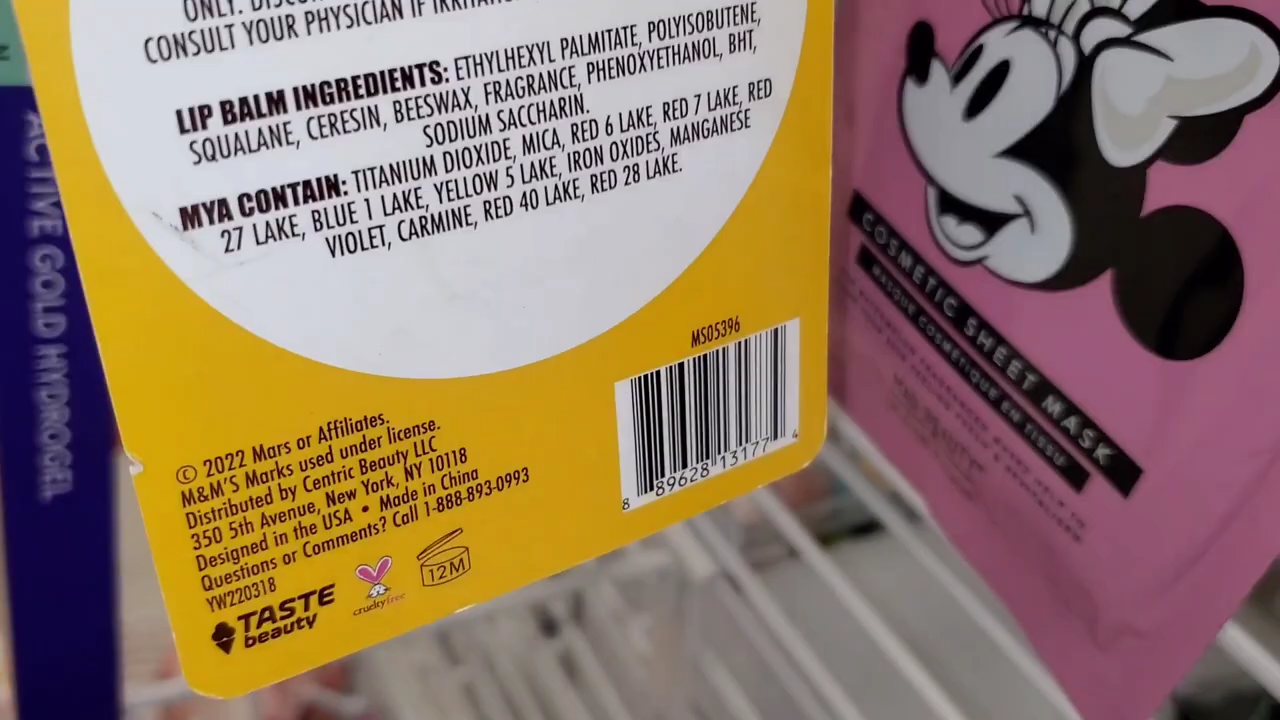 ONLY.
CONSULT YOUR PHYSICIAN IF
LIP BALM INGREDIENTS: ETHYLHEXYL PALMITATE, POLYISOBUTENE,
SQUALANE, CERESIN, BEESWAX, FRAGRANCE, PHENOXYETHANOL, BHT,
SODIUM SACCHARIN.
MYA CONTAIN: TITANIUM DIOXIDE, MICA, RED 6 LAKE, RED 7 LAKE, RED
27 LAKE, BLUE 1 LAKE, YELLOW 5 LAKE, IRON OXIDES, MANGANESE
VIOLET, CARMINE, RED 40 LAKE, RED 28 LAKE.
MS05396
8 89628 13177 4
© 2022 Mars or Affiliates.
M&M'S Marks used under license.
Distributed by Centric Beauty LLC
350 5th Avenue, New York, NY 10118
Designed in the USA • Made in China
Questions or Comments? Call 1-888-893-0993
YW220318
TASTE
beauty
cruelty free
12M
ACTIVE GOLD HYDROGEL
COSMETIC SHEET MASK
MASQUE COSMÉTIQUE EN TISSU